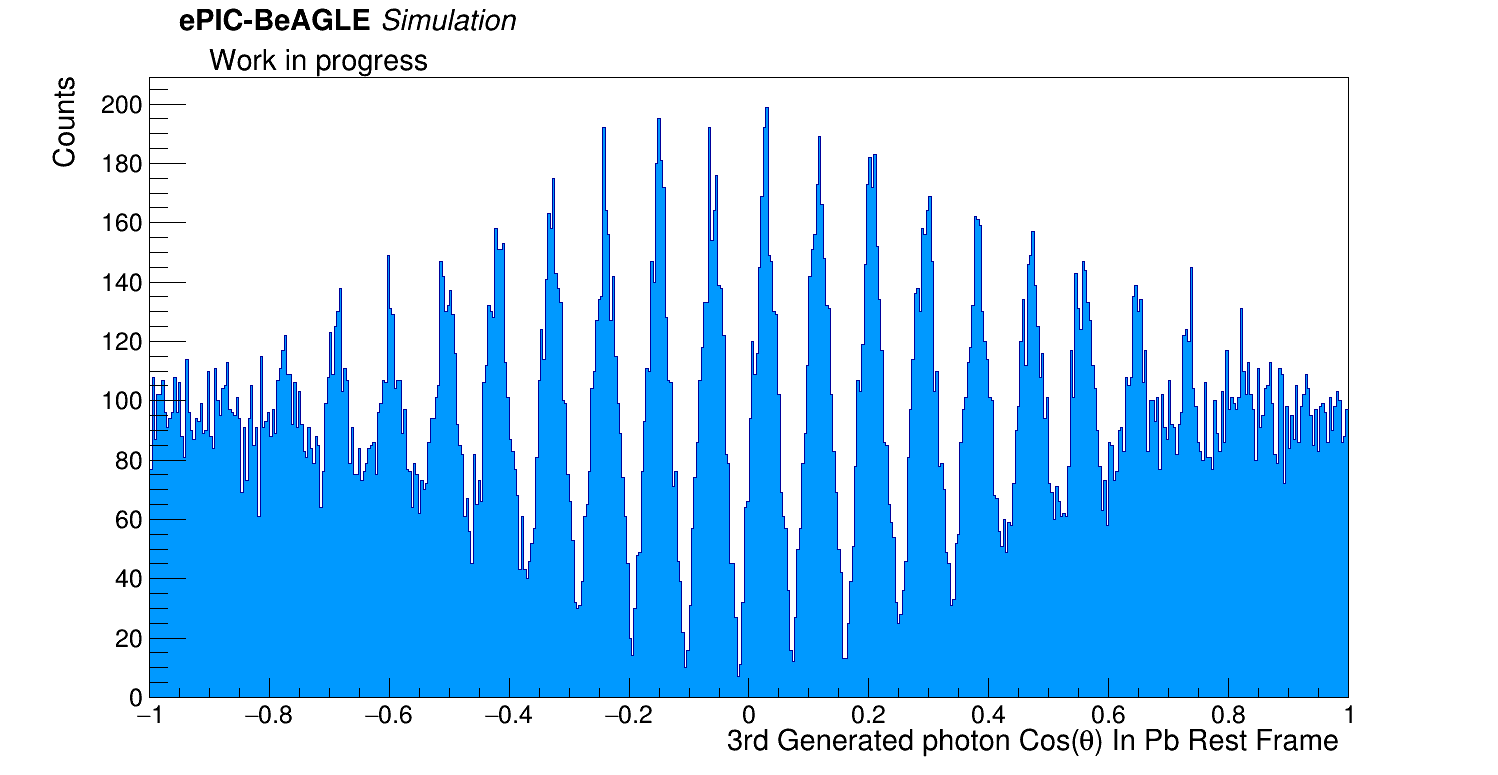 ePIC-BeAGLE Simulation
Work in progress
Counts
200
180
160
140
120
100
80
60
40
20
0
−1 −0.8 −0.6 −0.4 −0.2 0 0.2 0.4 0.6 0.8 1
3rd Generated photon Cos(θ) In Pb Rest Frame